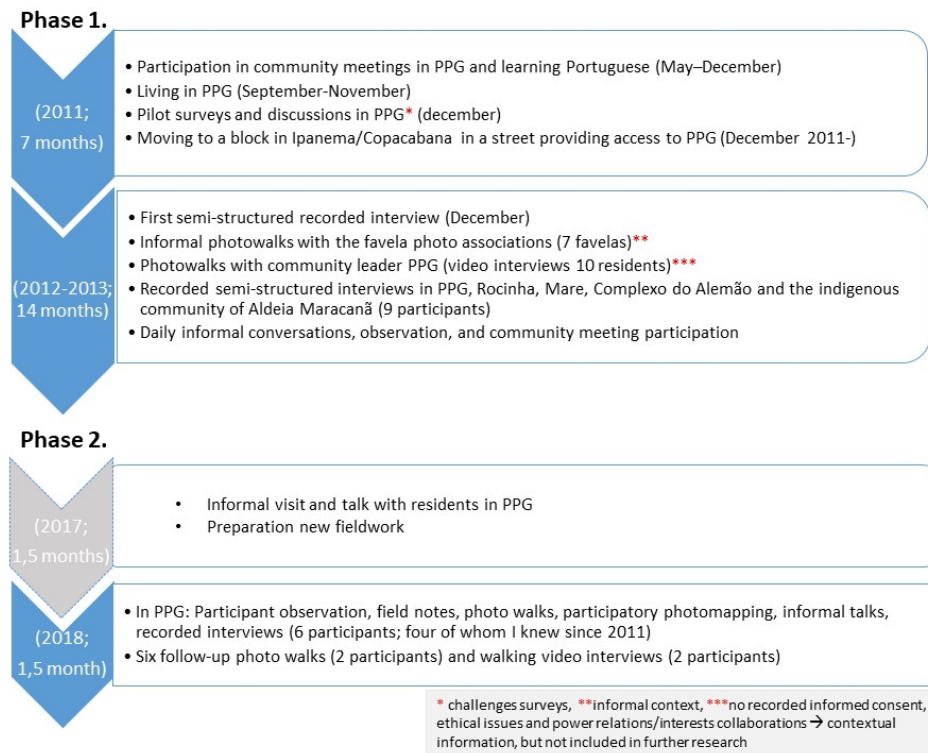 Phase 1.
(2011;
7 months)
• Participation in community meetings in PPG and learning Portuguese (May–December)
• Living in PPG (September-November)
• Pilot surveys and discussions in PPG* (december)
• Moving to a block in Ipanema/Copacabana in a street providing access to PPG (December 2011-)
(2012-2013;
14 months)
• First semi-structured recorded interview (December)
• Informal photowalks with the favela photo associations (7 favelas)**
• Photowalks with community leader PPG (video interviews 10 residents)***
• Recorded semi-structured interviews in PPG, Rocinha, Mare, Complexo do Alemão and the indigenous
community of Aldeia Maracanã (9 participants)
• Daily informal conversations, observation, and community meeting participation
Phase 2.
(2017;
1,5 months)
• Informal visit and talk with residents in PPG
• Preparation new fieldwork
(2018;
1,5 month)
• In PPG: Participant observation, field notes, photo walks, participatory photomapping, informal talks,
recorded interviews (6 participants; four of whom I knew since 2011)
• Six follow-up photo walks (2 participants) and walking video interviews (2 participants)
* challenges surveys, **informal context, ***no recorded informed consent,
ethical issues and power relations/interests collaborations → contextual
information, but not included in further research